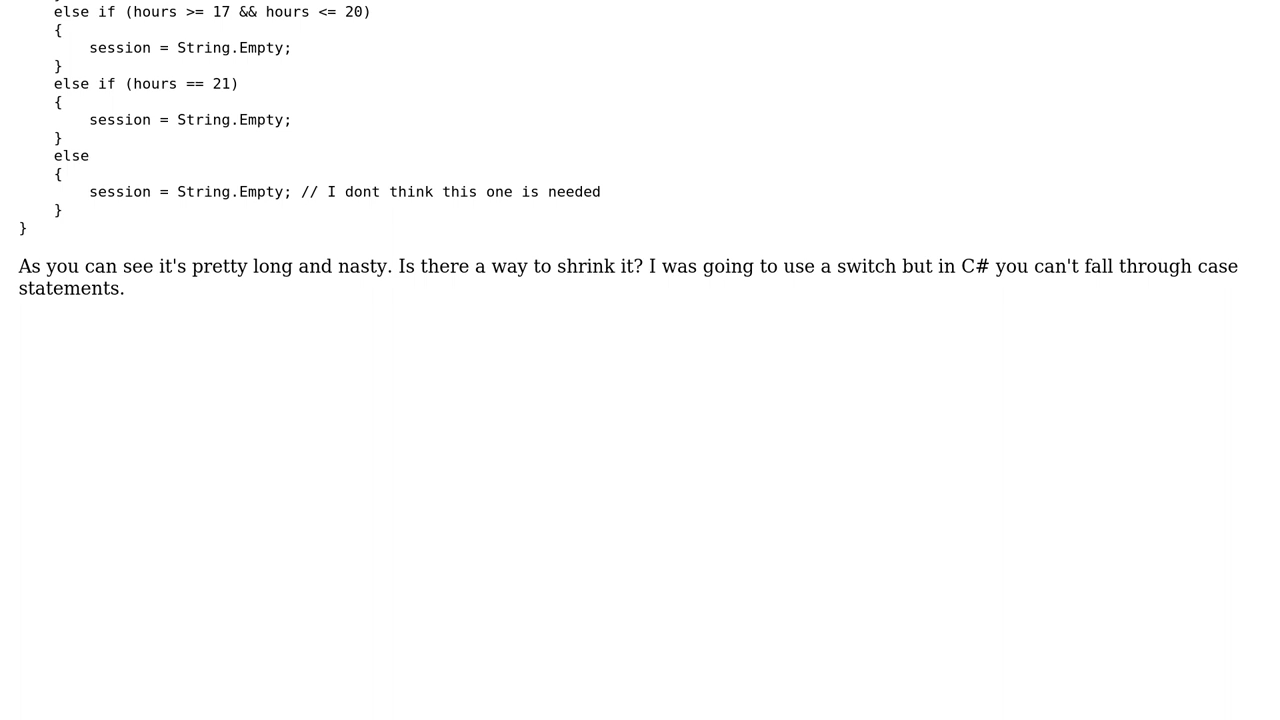 else if (hours >= 17 && hours <= 20)
{
session = String.Empty;
}
else if (hours == 21)
{
session = String.Empty;
}
else
{
session = String.Empty; // I dont think this one is needed
}
}
As you can see it's pretty long and nasty. Is there a way to shrink it? I was going to use a switch but in C# you can't fall through case
statements.